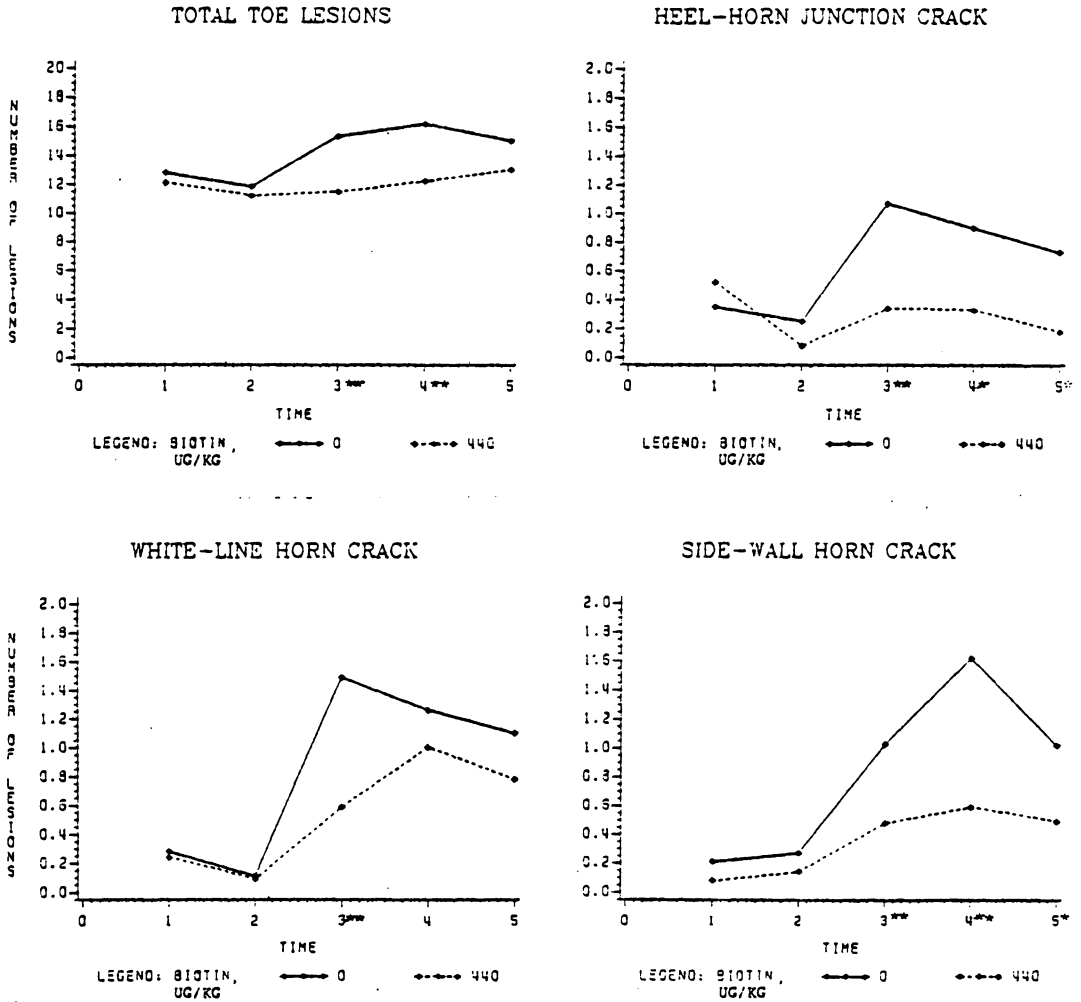 TOTAL TOE LESIONS
NUMBER OF LESIONS
20
18
16
14
12
10
8
6
4
2
0
0 1 2 3*** 4** 5
TIME
LEGEND: BIOTIN, 0 440
UG/KG
HEEL-HORN JUNCTION CRACK
2.0
1.8
1.6
1.4
1.2
1.0
0.8
0.6
0.4
0.2
0.0
0 1 2 3** 4** 5*
TIME
LEGEND: BIOTIN, 0 440
UG/KG
WHITE-LINE HORN CRACK
NUMBER OF LESIONS
2.0
1.8
1.6
1.4
1.2
1.0
0.8
0.6
0.4
0.2
0.0
0 1 2 3*** 4 5
TIME
LEGEND: BIOTIN, 0 440
UG/KG
SIDE-WALL HORN CRACK
2.0
1.8
1.6
1.4
1.2
1.0
0.8
0.6
0.4
0.2
0.0
0 1 2 3** 4*** 5*
TIME
LEGEND: BIOTIN, 0 440
UG/KG